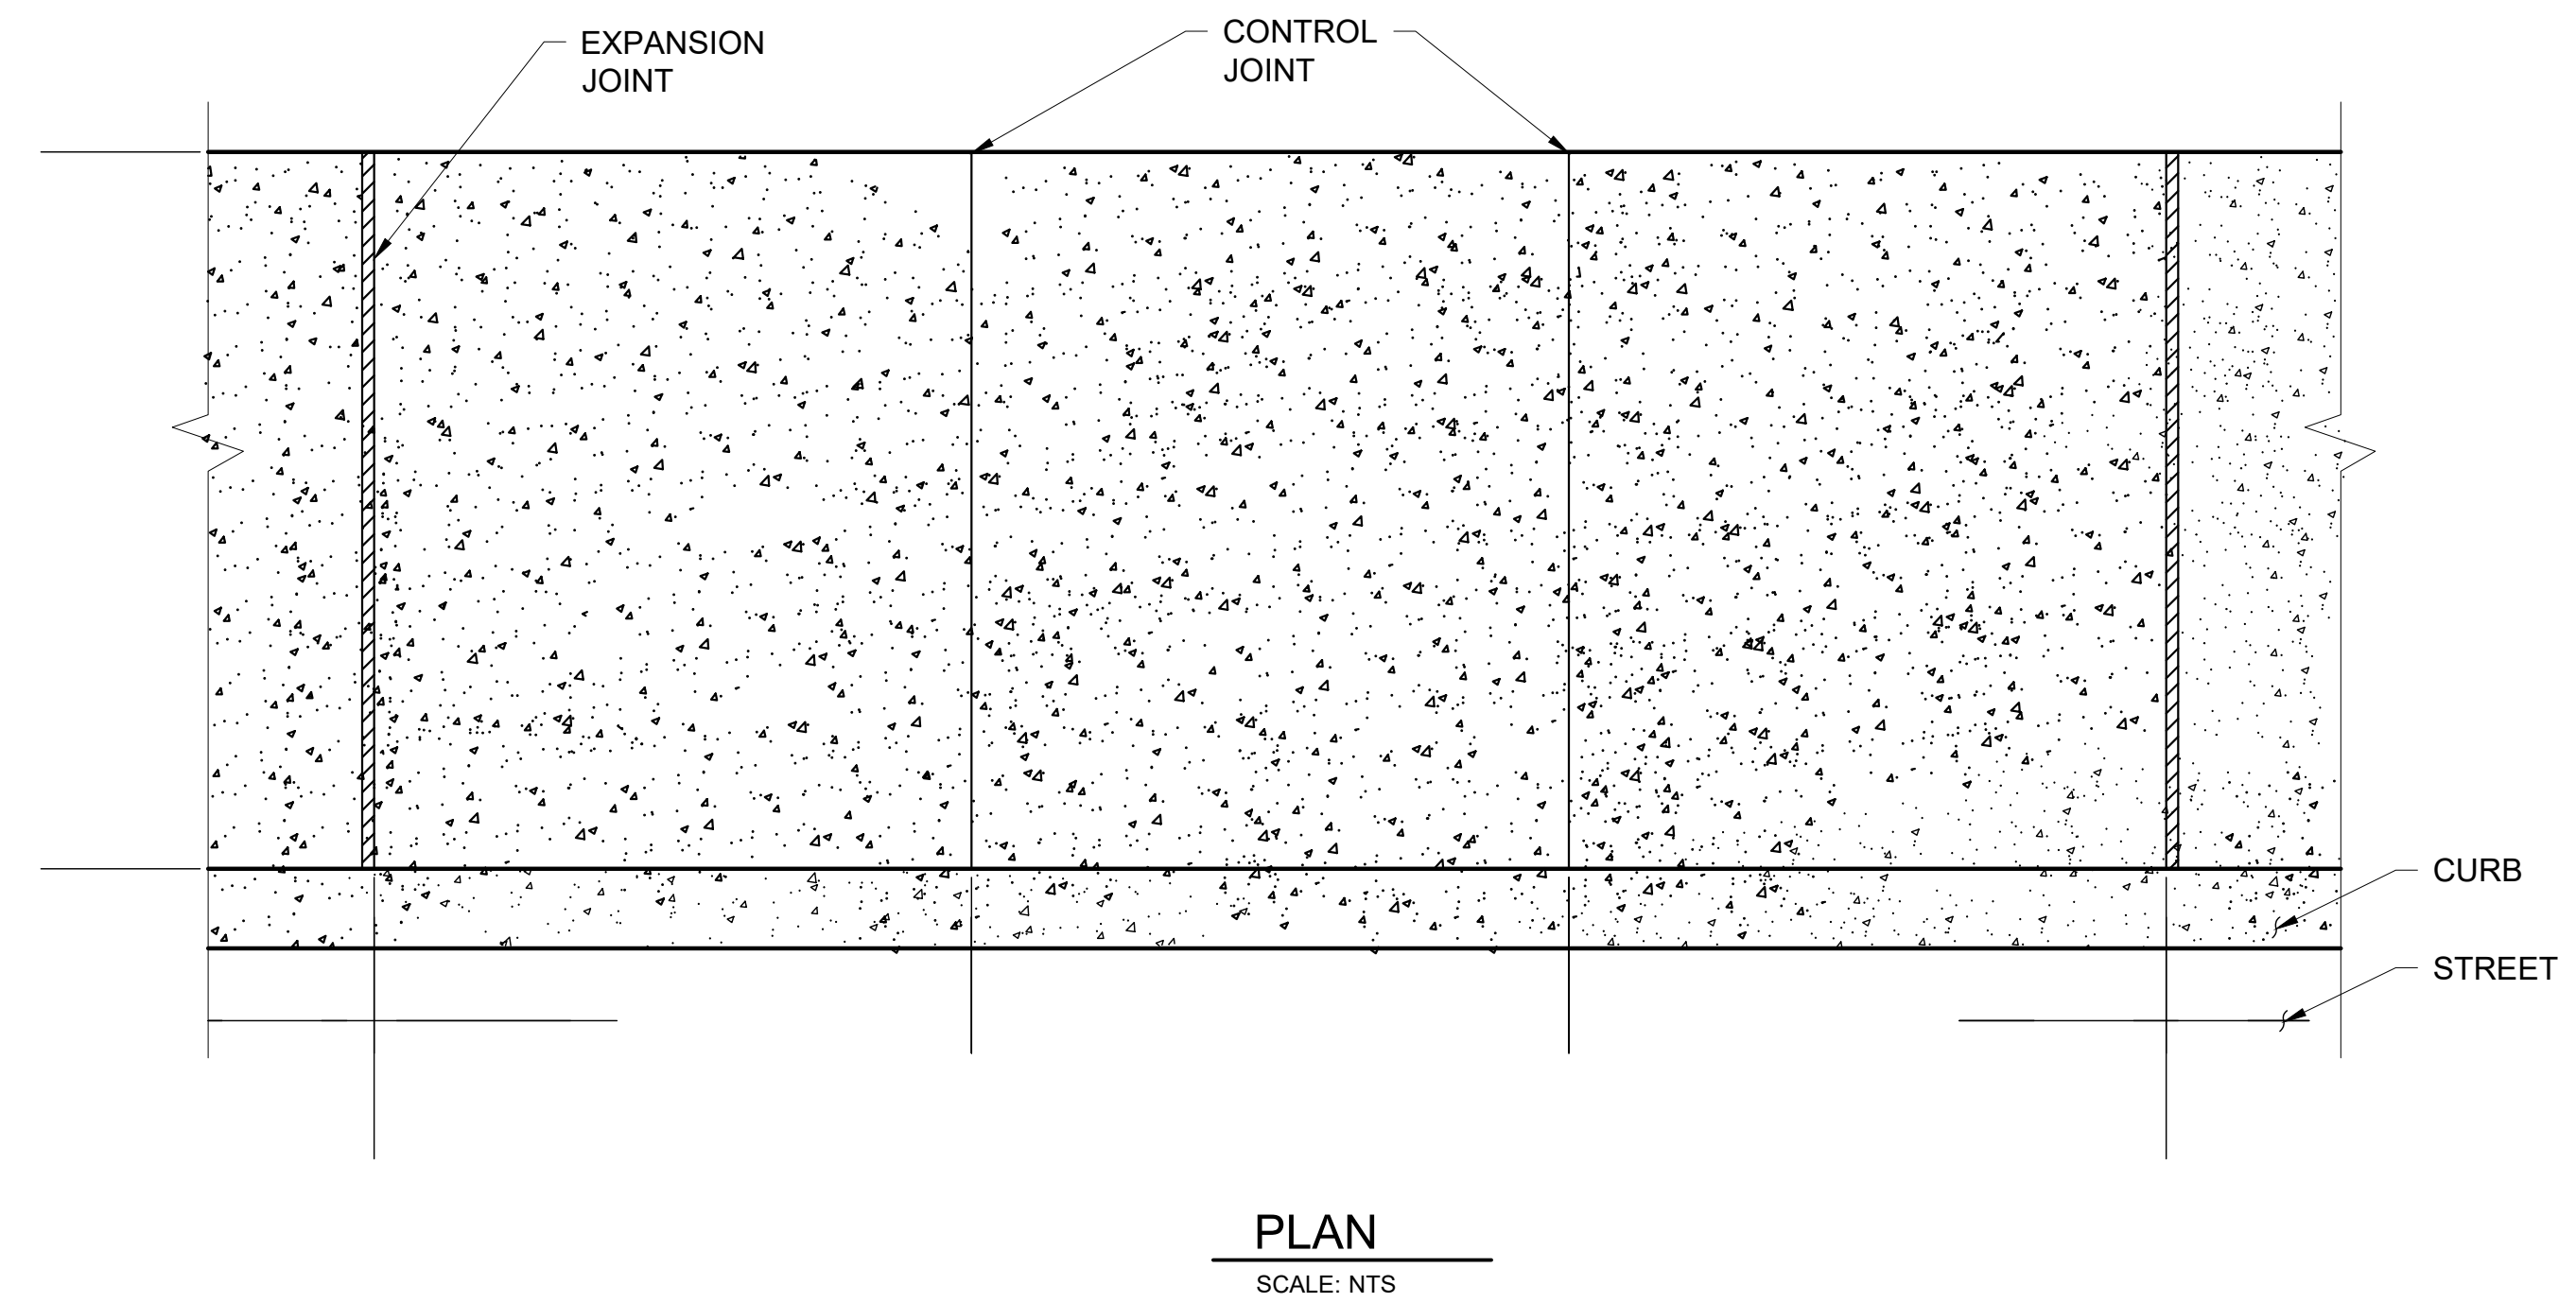 EXPANSION
JOINT
CONTROL
JOINT
CURB
STREET
PLAN
SCALE: NTS